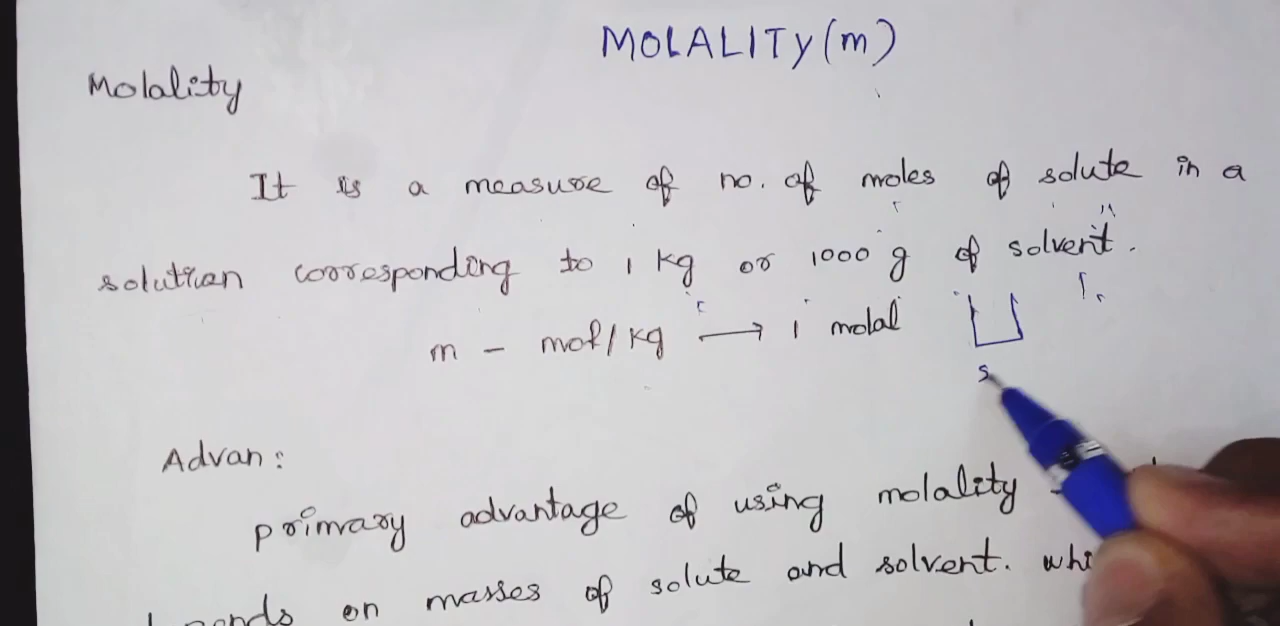 MOLALITY(m)
Molality
It is a measure of no. of moles of solute in a
solution corresponding to 1 kg or 1000 g of solvent.
m - mol/kg → 1 molal
s
Advan:
primary advantage of using molality
on masses of solute and solvent.